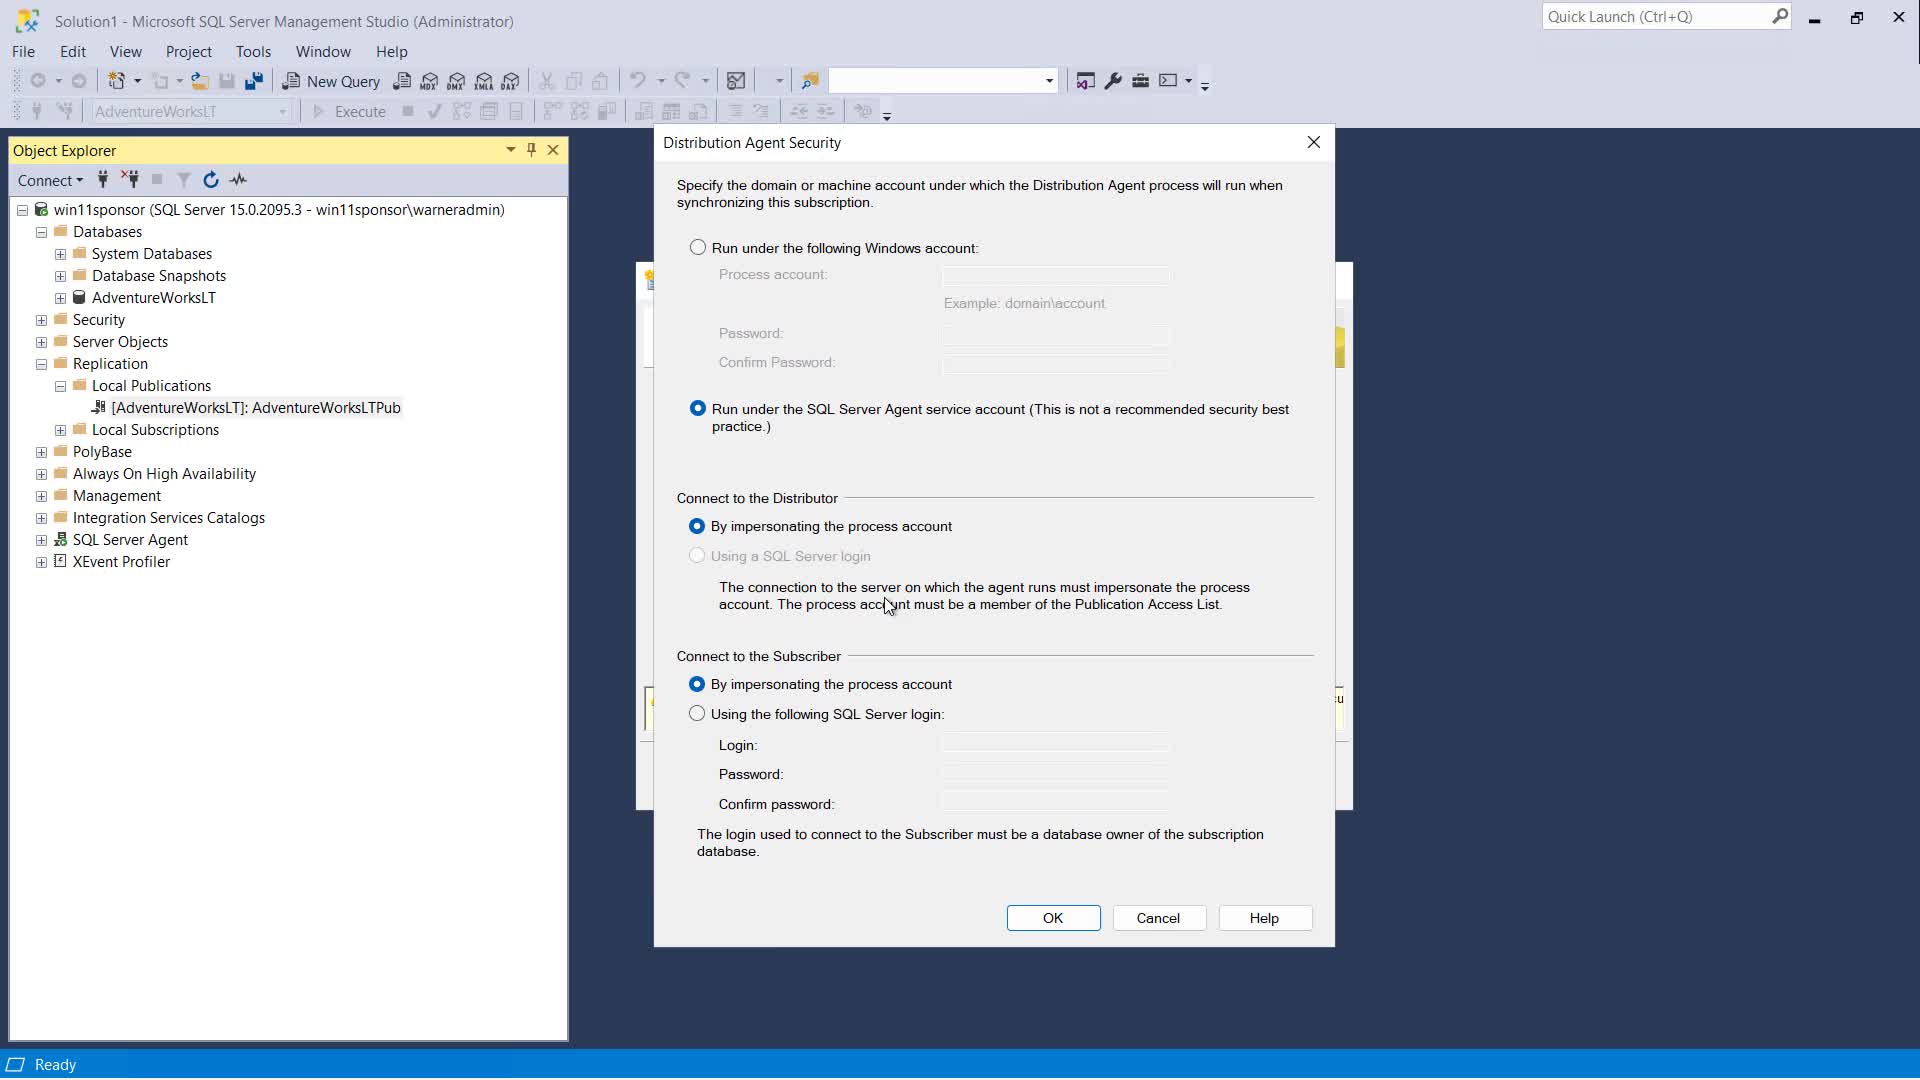 Solution1 - Microsoft SQL Server Management Studio (Administrator)
Quick Launch (Ctrl+Q)
File Edit View Project Tools Window Help
New Query MDX DMX XMLA DAX
AdventureWorksLT Execute
Object Explorer
Connect
win11sponsor (SQL Server 15.0.2095.3 - win11sponsor\warneradmin)
Databases
System Databases
Database Snapshots
AdventureWorksLT
Security
Server Objects
Replication
Local Publications
[AdventureWorksLT]: AdventureWorksLTPub
Local Subscriptions
PolyBase
Always On High Availability
Management
Integration Services Catalogs
SQL Server Agent
XEvent Profiler
Distribution Agent Security
Specify the domain or machine account under which the Distribution Agent process will run when
synchronizing this subscription.
Run under the following Windows account:
Process account:
Example: domain\account
Password:
Confirm Password:
Run under the SQL Server Agent service account (This is not a recommended security best
practice.)
Connect to the Distributor
By impersonating the process account
Using a SQL Server login
The connection to the server on which the agent runs must impersonate the process
account. The process account must be a member of the Publication Access List.
Connect to the Subscriber
By impersonating the process account
Using the following SQL Server login:
Login:
Password:
Confirm password:
The login used to connect to the Subscriber must be a database owner of the subscription
database.
OK Cancel Help
Ready